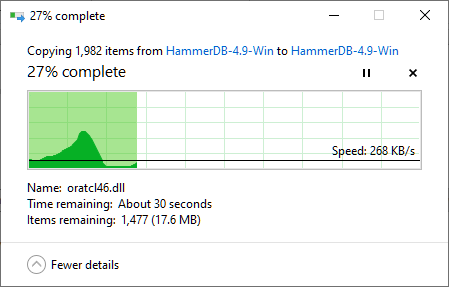 27% complete
Copying 1,982 items from HammerDB-4.9-Win to HammerDB-4.9-Win
27% complete
Speed: 268 KB/s
Name: oratcl46.dll
Time remaining: About 30 seconds
Items remaining: 1,477 (17.6 MB)
Fewer details